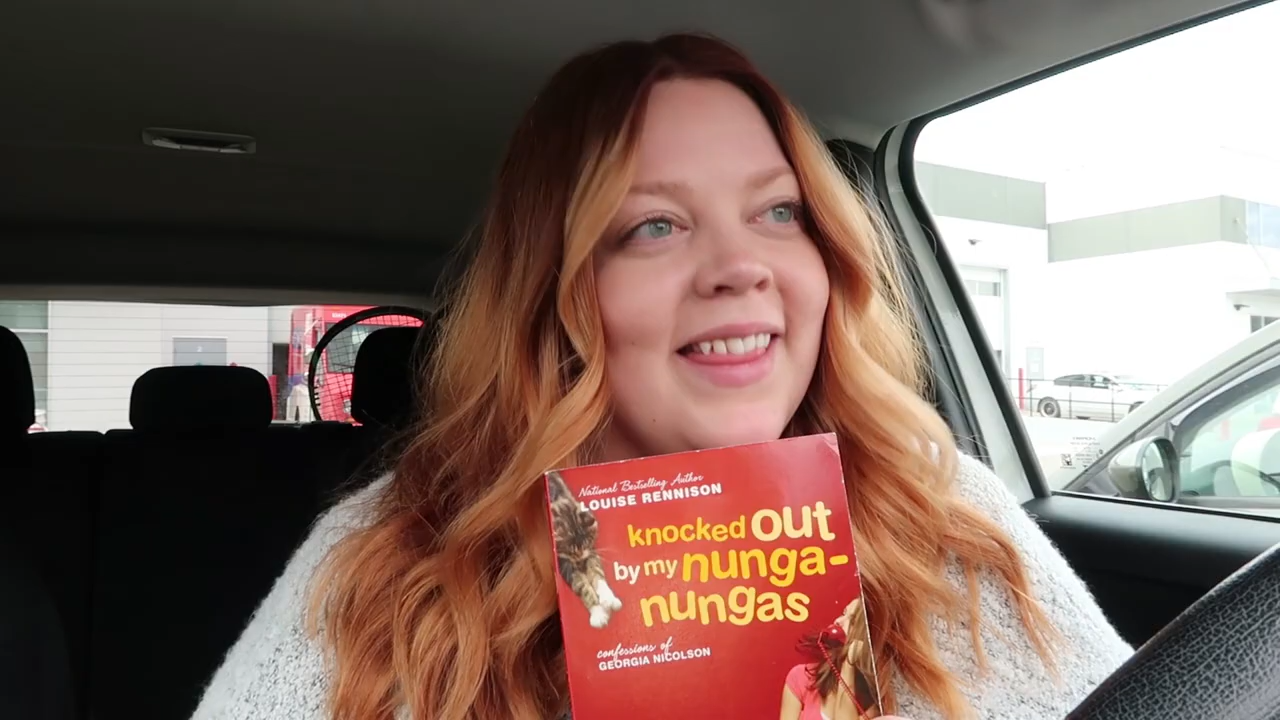 National Bestselling Author
LOUISE RENNISON
knocked out
by my nunga-
nungas
confessions of
GEORGIA NICOLSON